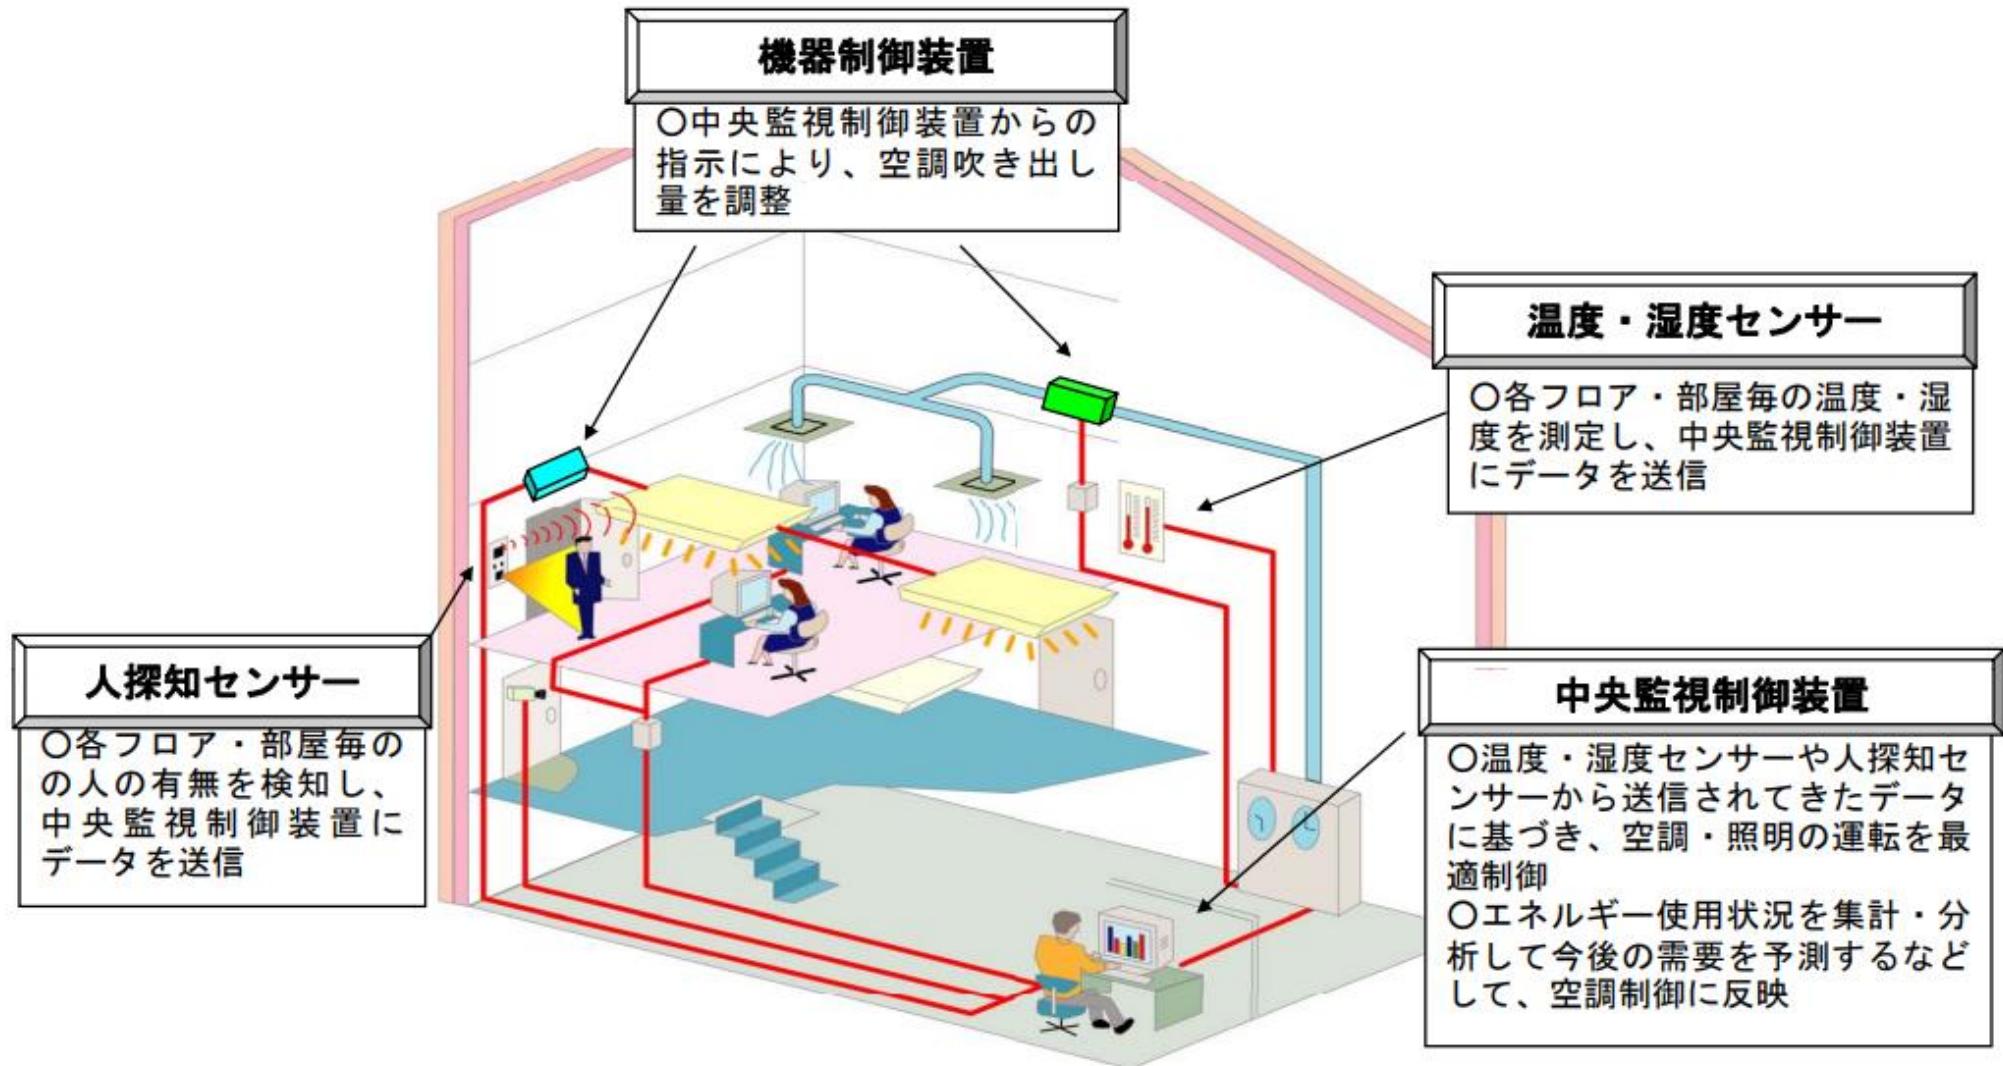 機器制御装置
〇中央監視制御装置からの
指示により、空調吹き出し
量を調整
温度・湿度センサー
〇各フロア・部屋毎の温度・湿
度を測定し、中央監視制御装置
にデータを送信
人探知センサー
〇各フロア・部屋毎の
の人の有無を検知し、
中央監視制御装置に
データを送信
中央監視制御装置
〇温度・湿度センサーや人探知セ
ンサーから送信されてきたデータ
に基づき、空調・照明の運転を最
適制御
〇エネルギー使用状況を集計・分
析して今後の需要を予測するなど
して、空調制御に反映